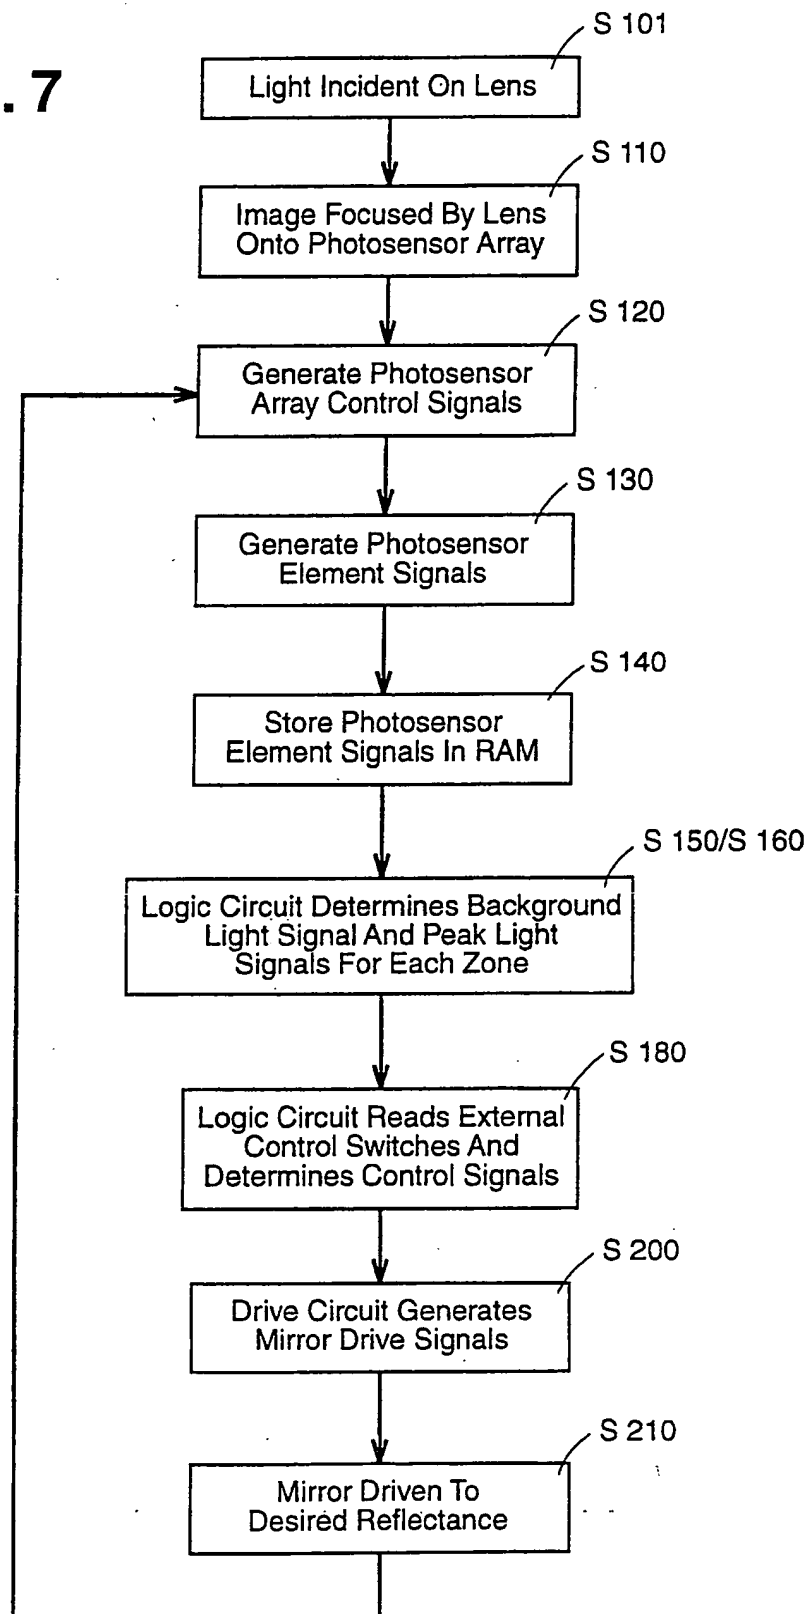 . 7
S 101
Light Incident On Lens
S 110
Image Focused By Lens
Onto Photosensor Array
S 120
Generate Photosensor
Array Control Signals
S 130
Generate Photosensor
Element Signals
S 140
Store Photosensor
Element Signals In RAM
S 150/S 160
Logic Circuit Determines Background
Light Signal And Peak Light
Signals For Each Zone
S 180
Logic Circuit Reads External
Control Switches And
Determines Control Signals
S 200
Drive Circuit Generates
Mirror Drive Signals
S 210
Mirror Driven To
Desired Reflectance